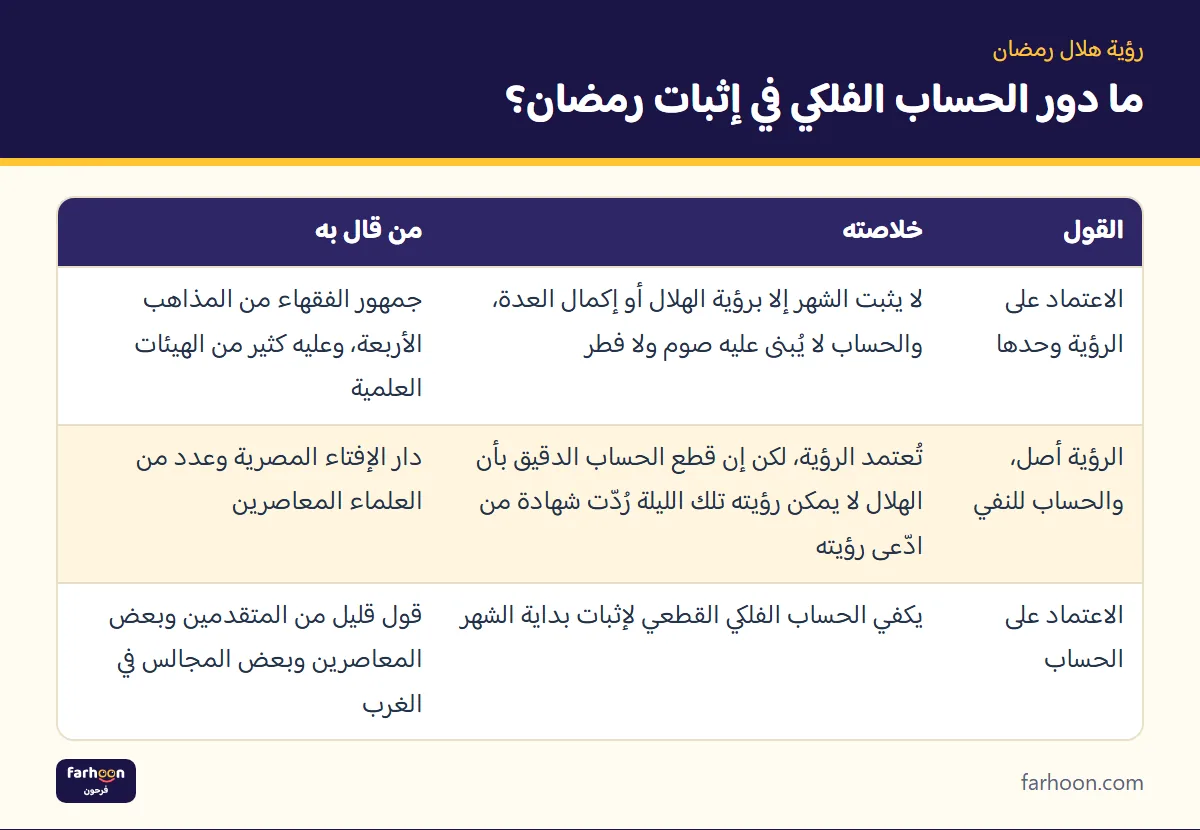 رؤية هلال رمضان
ما دور الحساب الفلكي في إثبات رمضان؟
القول
خلاصته
من قال به
الاعتماد على
الرؤية وحدها
لا يثبت الشهر إلا برؤية الهلال أو إكمال العدة،
والحساب لا يُبنى عليه صوم ولا فطر
جمهور الفقهاء من المذاهب
الأربعة، وعليه كثير من الهيئات
العلمية
الرؤية أصل،
والحساب للنفي
تُعتمد الرؤية، لكن إن قطع الحساب الدقيق بأن
الهلال لا يمكن رؤيته تلك الليلة رُدّت شهادة من
ادّعى رؤيته
دار الإفتاء المصرية وعدد من
العلماء المعاصرين
الاعتماد على
الحساب
يكفي الحساب الفلكي القطعي لإثبات بداية الشهر
قول قليل من المتقدمين وبعض
المعاصرين وبعض المجالس في
الغرب
farhoon.com
farhoon
فرحون